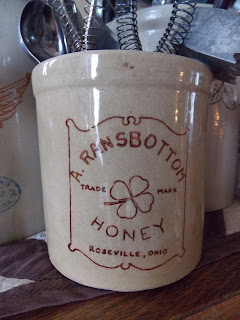 A. RANSBOTTOM
TRADE MARK
HONEY
ROSEVILLE, OHIO